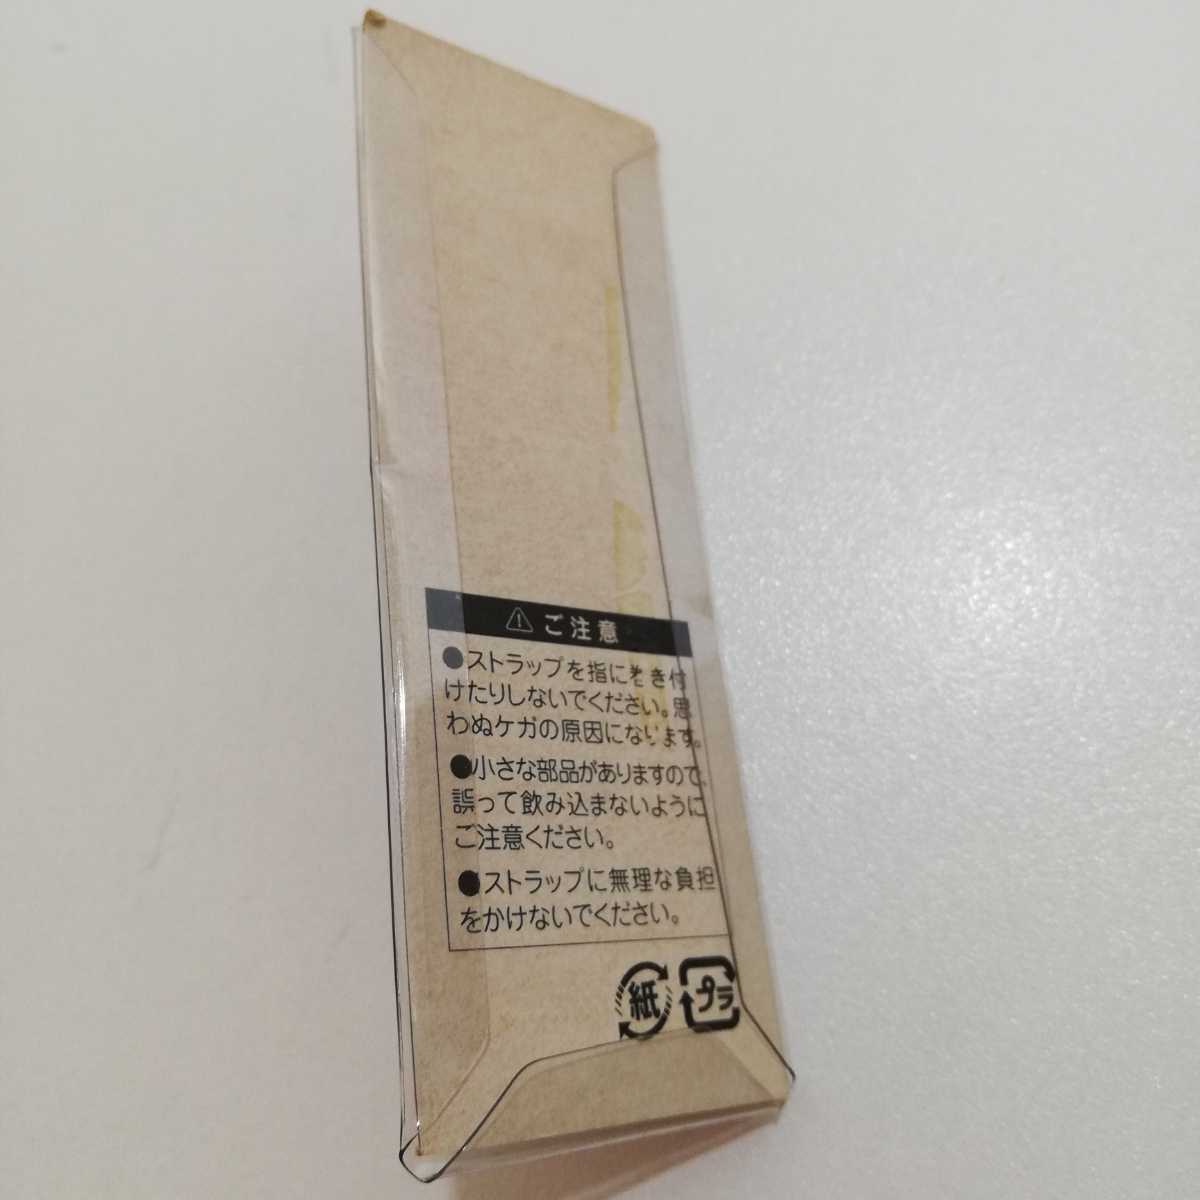 ⚠ご注意
●ストラップを指に巻き付
けたりしないでください。思
わぬケガの原因になります。
●小さな部品がありますので、
誤って飲み込まないように
ご注意ください。
●ストラップに無理な負担
をかけないでください。
紙 プラ